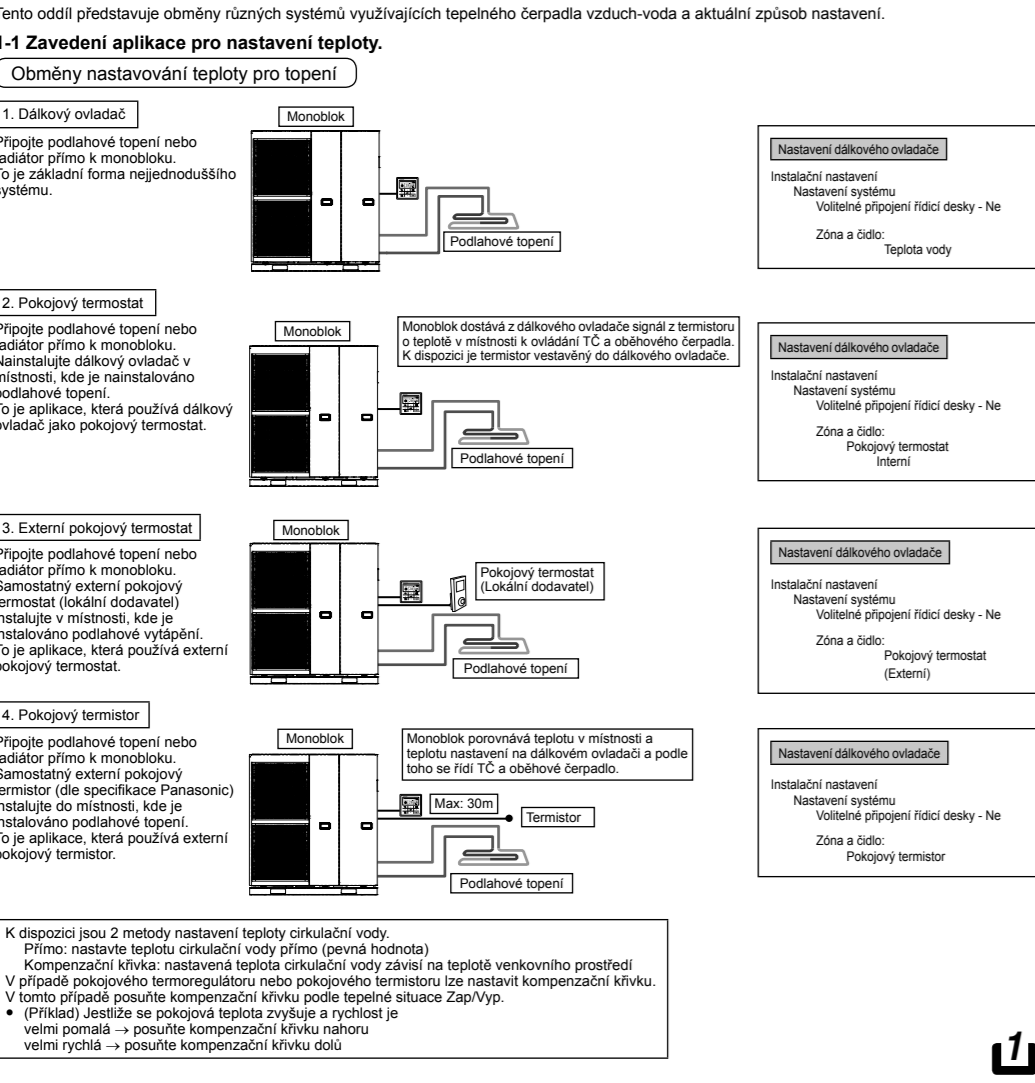 Tento oddíl představuje obměny různých systémů využívajících tepelného čerpadla vzduch-voda a aktuální způsob nastavení.
1-1 Zavedení aplikace pro nastavení teploty.
Obměny nastavování teploty pro topení
1. Dálkový ovladač
Připojte podlahové topení nebo
adiátor přímo k monobloku.
To je základní forma nejjednoduššího
systému.
Monoblok
Podlahové topení
Nastavení dálkového ovladače
Instalační nastavení
Nastavení systému
Volitelné připojení řídicí desky - Ne
Zóna a čidlo:
Teplota vody
2. Pokojový termostat
Připojte podlahové topení nebo
adiátor přímo k monobloku.
Nainstalujte dálkový ovladač v
místnosti, kde je nainstalováno
podlahové topení.
To je aplikace, která používá dálkový
ovladač jako pokojový termostat.
Monoblok
Monoblok dostává z dálkového ovladače signál z termistoru
o teplotě v místnosti k ovládání TČ a oběhového čerpadla.
K dispozici je termistor vestavěný do dálkového ovladače.
Podlahové topení
Nastavení dálkového ovladače
Instalační nastavení
Nastavení systému
Volitelné připojení řídicí desky - Ne
Zóna a čidlo:
Pokojový termostat
Interní
3. Externí pokojový termostat
Připojte podlahové topení nebo
adiátor přímo k monobloku.
Samostatný externí pokojový
ermostat (lokální dodavatel)
nstalujte v místnosti, kde je
nstalováno podlahové vytápění.
To je aplikace, která používá externí
pokojový termostat.
Monoblok
Pokojový termostat
(Lokální dodavatel)
Podlahové topení
Nastavení dálkového ovladače
Instalační nastavení
Nastavení systému
Volitelné připojení řídicí desky - Ne
Zóna a čidlo:
Pokojový termostat
(Externí)
4. Pokojový termistor
Připojte podlahové topení nebo
adiátor přímo k monobloku.
Samostatný externí pokojový
ermistor (dle specifikace Panasonic)
nstalujte do místnosti, kde je
nstalováno podlahové topení.
To je aplikace, která používá externí
pokojový termistor.
Monoblok
Monoblok porovnává teplotu v místnosti a
teplotu nastavení na dálkovém ovladači a podle
toho se řídí TČ a oběhové čerpadlo.
Max: 30m
Termistor
Podlahové topení
Nastavení dálkového ovladače
Instalační nastavení
Nastavení systému
Volitelné připojení řídicí desky - Ne
Zóna a čidlo:
Pokojový termistor
K dispozici jsou 2 metody nastavení teploty cirkulační vody.
Přímo: nastavte teplotu cirkulační vody přímo (pevná hodnota)
Kompenzační křivka: nastavená teplota cirkulační vody závisí na teplotě venkovního prostředí
V případě pokojového termoregulátoru nebo pokojového termistoru lze nastavit kompenzační křivku.
V tomto případě posuňte kompenzační křivku podle tepelné situace Zap/Vyp.
• (Příklad) Jestliže se pokojová teplota zvyšuje a rychlost je
velmi pomalá → posuňte kompenzační křivku nahoru
velmi rychlá → posuňte kompenzační křivku dolů
1